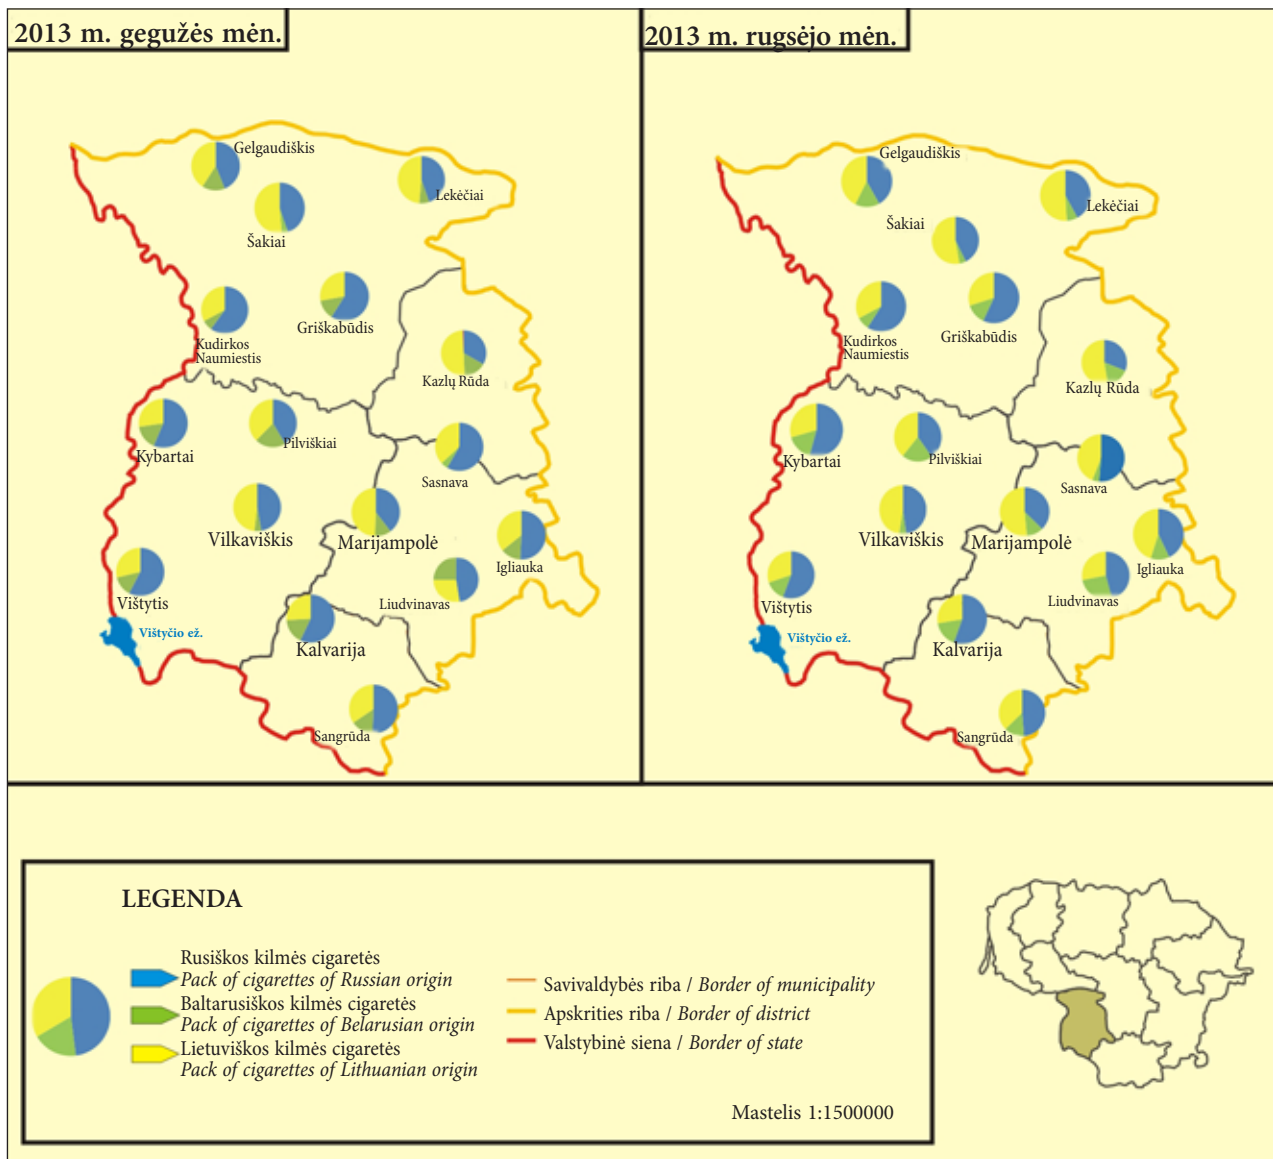 2013 m. gegužės mėn.
Gelgaudiškis
Lekėčiai
Šakiai
Griškabūdis
Kudirkos
Naumiestis
Kazlų Rūda
Kybartai
Pilviškiai
Sasnava
Vilkaviškis
Marijampolė
Igliauka
Vištytis
Liudvinavas
Vištyčio ež.
Kalvarija
Sangrūda
2013 m. rugsėjo mėn.
Gelgaudiškis
Lekėčiai
Šakiai
Griškabūdis
Kudirkos
Naumiestis
Kazlų Rūda
Kybartai
Pilviškiai
Sasnava
Vilkaviškis
Marijampolė
Igliauka
Vištytis
Liudvinavas
Vištyčio ež.
Kalvarija
Sangrūda
LEGENDA
Rusiškos kilmės cigaretės
Pack of cigarettes of Russian origin
Baltarusiškos kilmės cigaretės
Pack of cigarettes of Belarusian origin
Lietuviškos kilmės cigaretės
Pack of cigarettes of Lithuanian origin
Savivaldybės riba / Border of municipality
Apskrities riba / Border of district
Valstybinė siena / Border of state
Mastelis 1:1500000